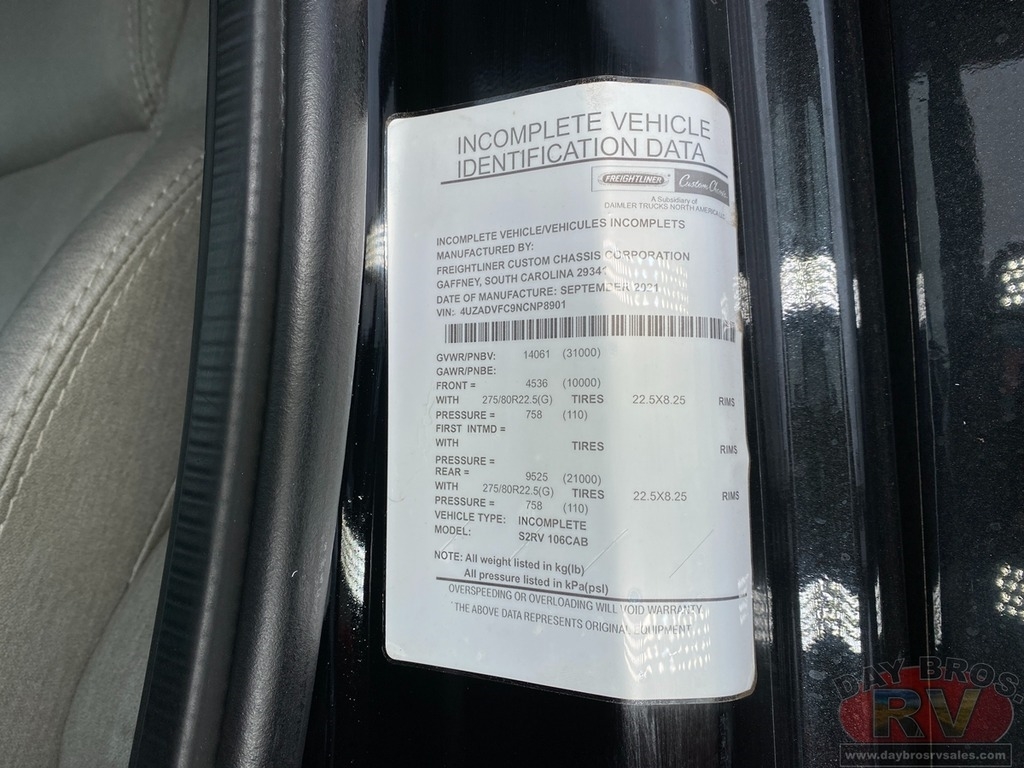 INCOMPLETE VEHICLE
IDENTIFICATION DATA
FREIGHTLINER Custom Chassis
A Subsidiary of
DAIMLER TRUCKS NORTH AMERICA LLC
INCOMPLETE VEHICLE/VEHICULES INCOMPLETS
MANUFACTURED BY:
FREIGHTLINER CUSTOM CHASSIS CORPORATION
GAFFNEY, SOUTH CAROLINA 29341
DATE OF MANUFACTURE: SEPTEMBER 2021
VIN: 4UZADVFC9NCNP8901
GVWR/PNBV: 14061 (31000)
GAWR/PNBE:
FRONT = 4536 (10000)
WITH 275/80R22.5(G) TIRES 22.5X8.25 RIMS
PRESSURE = 758 (110)
FIRST INTMD =
WITH TIRES RIMS
PRESSURE =
REAR = 9525 (21000)
WITH 275/80R22.5(G) TIRES 22.5X8.25 RIMS
PRESSURE = 758 (110)
VEHICLE TYPE: INCOMPLETE
MODEL: S2RV 106CAB
NOTE: All weight listed in kg(lb)
All pressure listed in kPa(psl)
OVERSPEEDING OR OVERLOADING WILL VOID WARRANTY.
THE ABOVE DATA REPRESENTS ORIGINAL EQUIPMENT
DAY BROS.
RV
www.daybrosrvsales.com